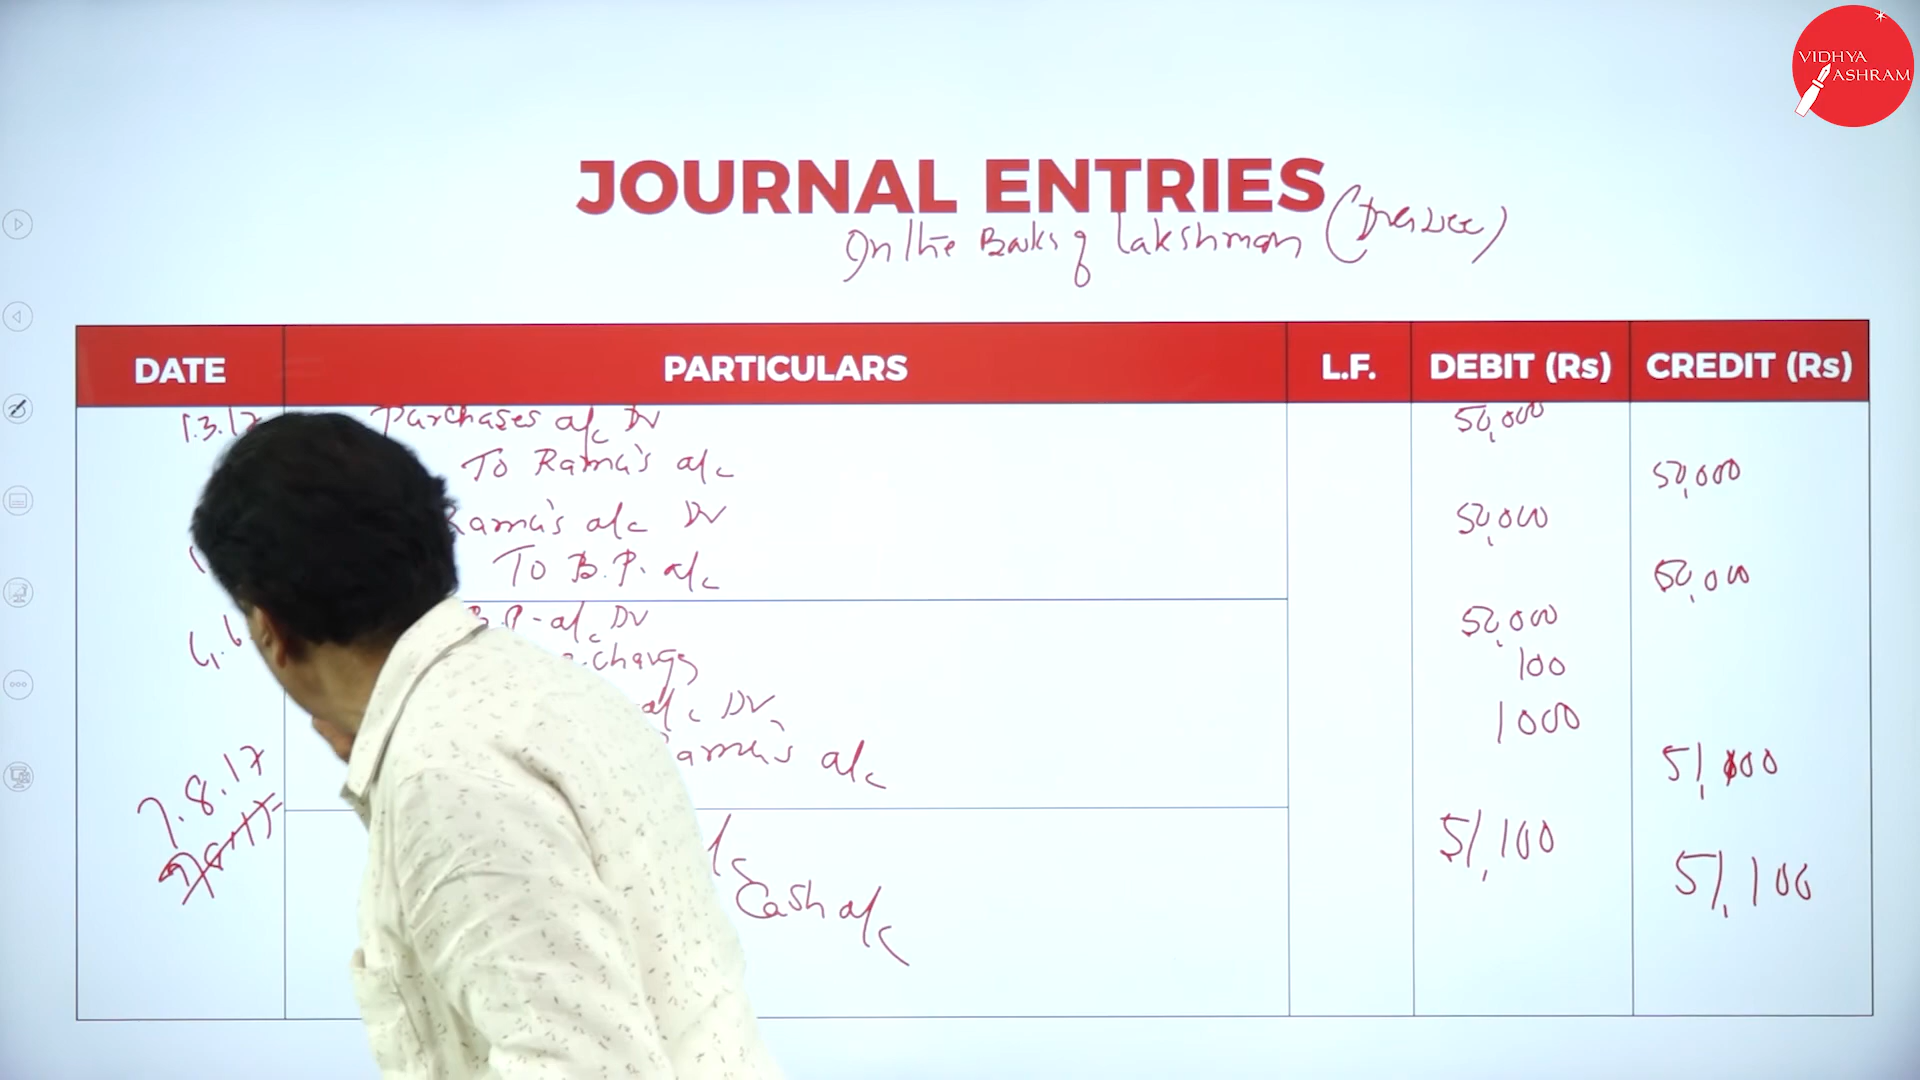 VIDHYA
ASHRAM
JOURNAL ENTRIES
On the Books of Lakshman (Drawee)
DATE PARTICULARS L.F. DEBIT (Rs) CREDIT (Rs)
1.3.17 Purchases a/c Dr 50,000
To Rama's a/c 50,000
Rama's a/c Dr 50,000
To B.P. a/c 50,000
B.P. a/c Dr 50,000
charges 100
a/c Dr 1000
Rama's a/c 51,100
7.8.17 51,100
Cash a/c 51,100